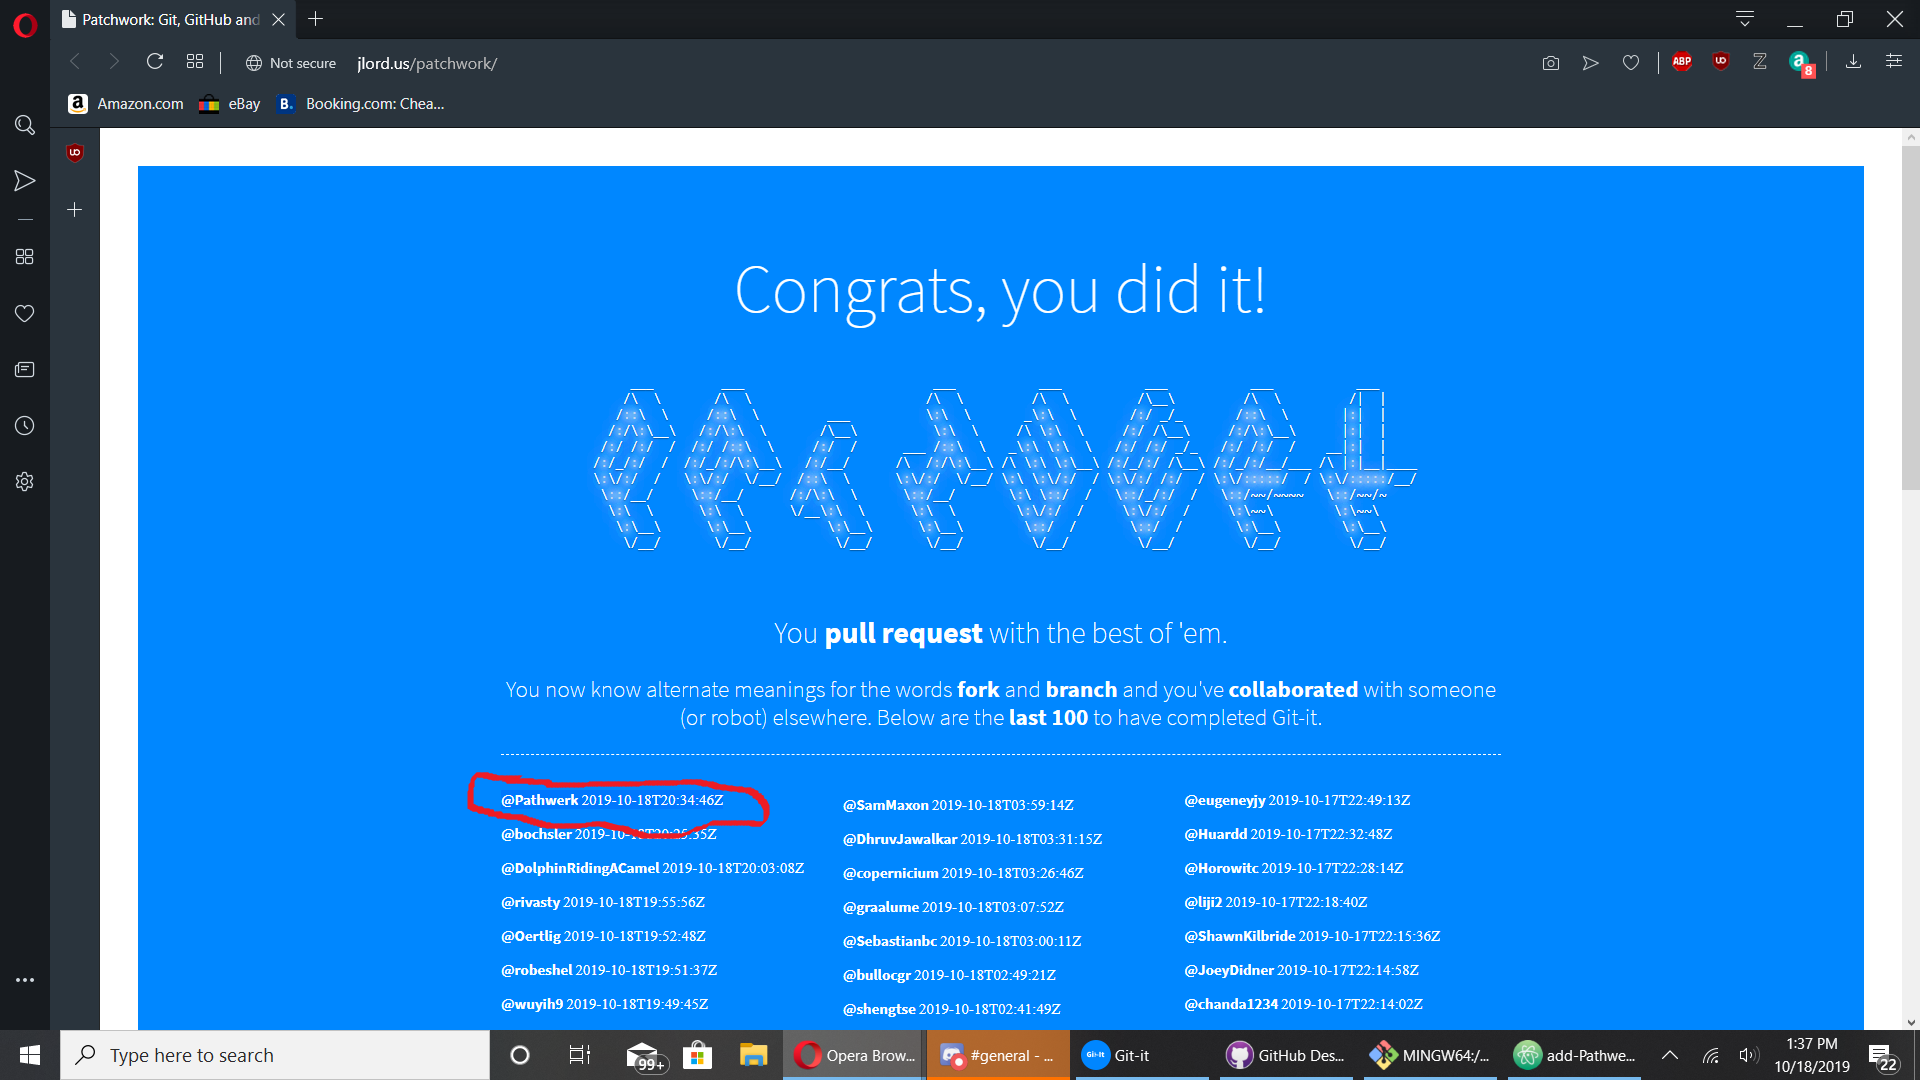 Patchwork: Git, GitHub and
Not secure
jlord.us/patchwork/
ABP
8
Amazon.com
eBay
B.
Booking.com: Chea...
Congrats, you did it!
You pull request with the best of 'em.
You now know alternate meanings for the words fork and branch and you've collaborated with someone
(or robot) elsewhere. Below are the last 100 to have completed Git-it.
@Pathwerk 2019-10-18T20:34:46Z
@bochsler 2019-10-18T20:26:35Z
@DolphinRidingACamel 2019-10-18T20:03:08Z
@rivasty 2019-10-18T19:55:56Z
@Oertlig 2019-10-18T19:52:48Z
@robeshel 2019-10-18T19:51:37Z
@wuyih9 2019-10-18T19:49:45Z
@SamMaxon 2019-10-18T03:59:14Z
@DhruvJawalkar 2019-10-18T03:31:15Z
@copernicium 2019-10-18T03:26:46Z
@graalume 2019-10-18T03:07:52Z
@Sebastianbc 2019-10-18T03:00:11Z
@bullocgr 2019-10-18T02:49:21Z
@shengtse 2019-10-18T02:41:49Z
@eugeneyjy 2019-10-17T22:49:13Z
@Huardd 2019-10-17T22:32:48Z
@Horowitc 2019-10-17T22:28:14Z
@liji2 2019-10-17T22:18:40Z
@ShawnKilbride 2019-10-17T22:15:36Z
@JoeyDidner 2019-10-17T22:14:58Z
@chanda1234 2019-10-17T22:14:02Z
Type here to search
99+
Opera Brow...
#general - ...
Git-It
Git-it
GitHub Des...
MINGW64:/...
add-Pathwe...
1:37 PM
10/18/2019
22